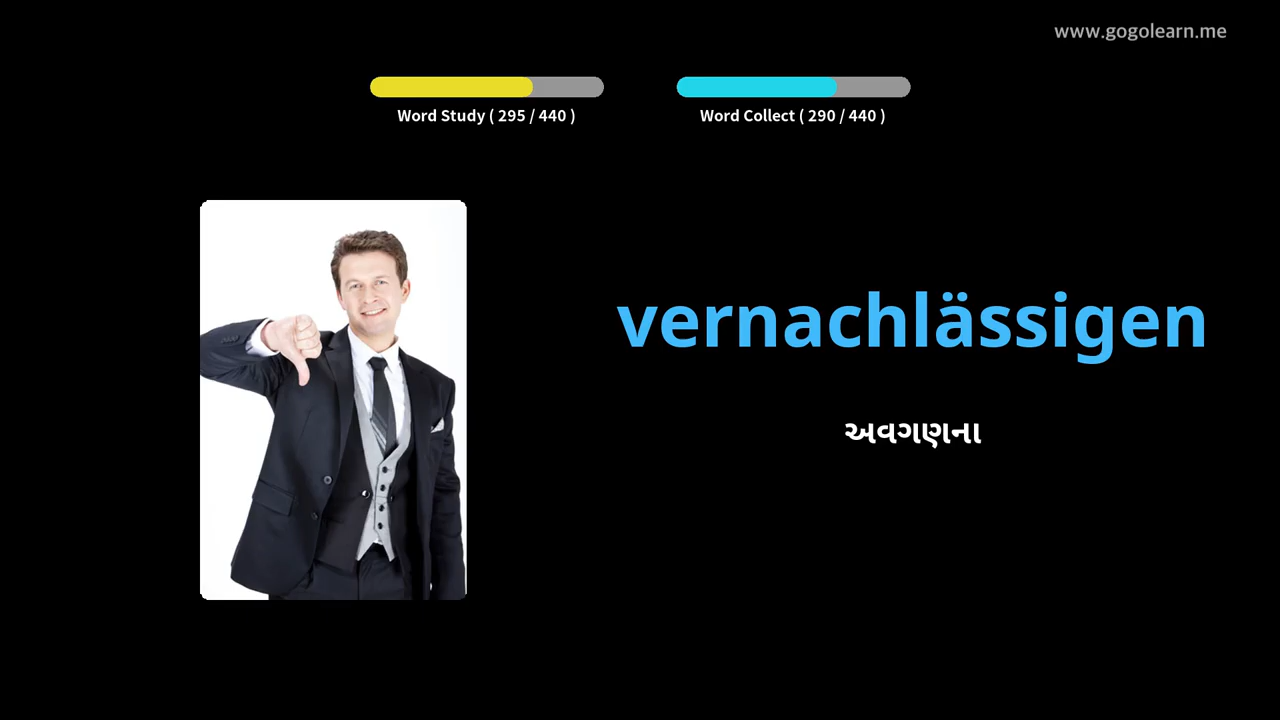 www.gogolearn.me
Word Study ( 295 / 440 )
Word Collect ( 290 / 440 )
vernachlässigen
અવગણના